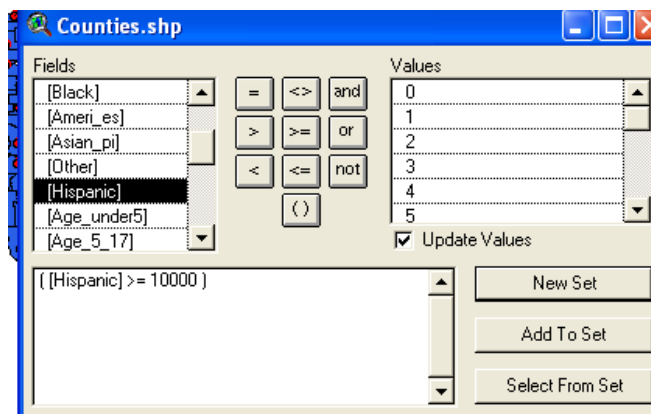 Counties.shp
Fields
Values
[Black]
[Ameri_es]
[Asian_pi]
[Other]
[Hispanic]
[Age_under5]
[Age_5_17]
= <> and
> >= or
< <= not
( )
0
1
2
3
4
5
Update Values
( [Hispanic] >= 10000 )
New Set
Add To Set
Select From Set